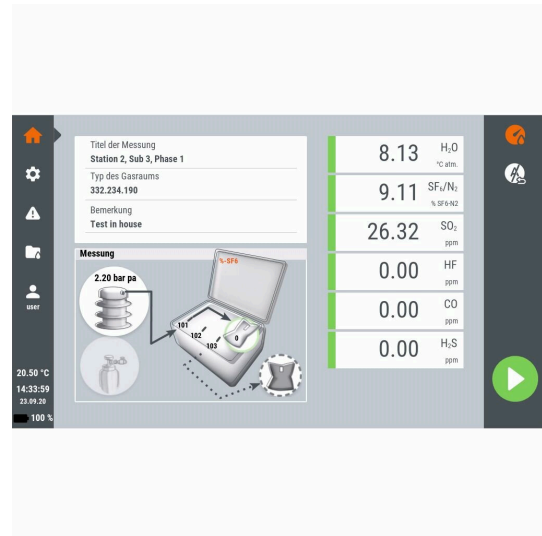 Titel der Messung
Station 2, Sub 3, Phase 1
Typ des Gasraums
332.234.190
Bemerkung
Test in house
Messung
%-SF6
2.20 bar pa
101
102
103
0
8.13 H₂O
°C atm.
9.11 SF₆/N₂
% SF6-N2
26.32 SO₂
ppm
0.00 HF
ppm
0.00 CO
ppm
0.00 H₂S
ppm
user
20.50 °C
14:33:59
23.09.20
100 %